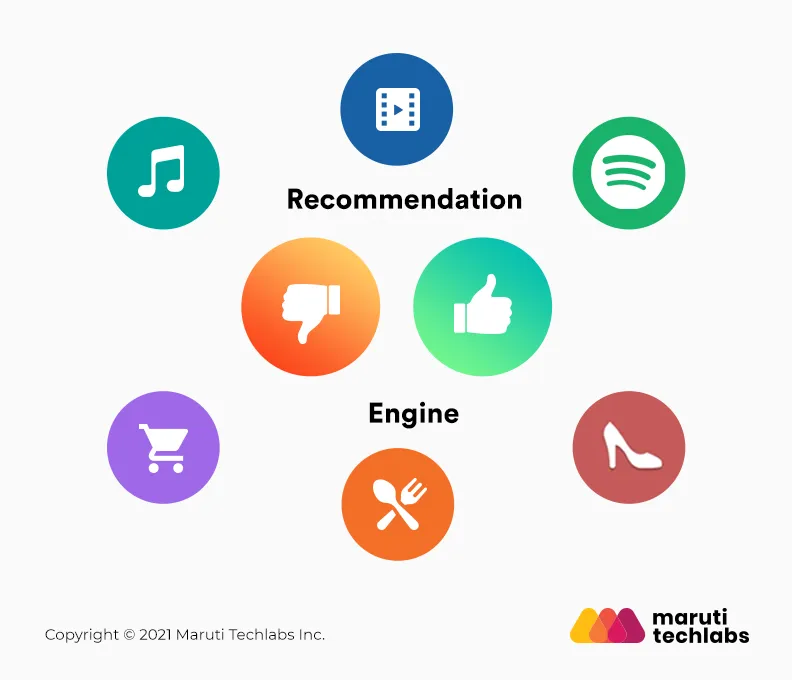 Recommendation
Engine
Copyright © 2021 Maruti Techlabs Inc.
maruti
techlabs